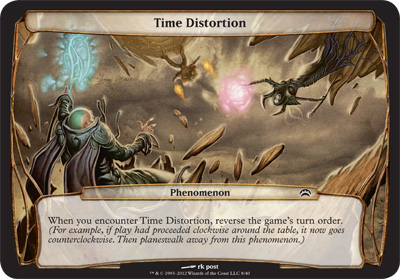 Time Distortion
Phenomenon
When you encounter Time Distortion, reverse the game's turn order.
(For example, if play had proceeded clockwise around the table, it now goes
counterclockwise. Then planeswalk away from this phenomenon.)
rk post
™ & © 1993–2012 Wizards of the Coast LLC 8/40